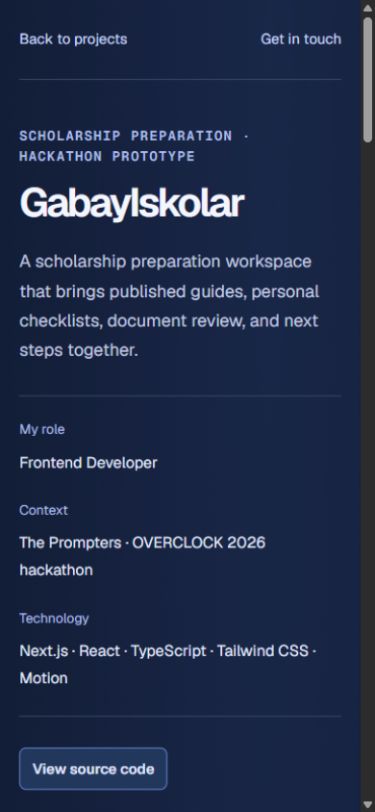 Back to projects
Get in touch
SCHOLARSHIP PREPARATION ·
HACKATHON PROTOTYPE
GabayIskolar
A scholarship preparation workspace
that brings published guides, personal
checklists, document review, and next
steps together.
My role
Frontend Developer
Context
The Prompters · OVERCLOCK 2026
hackathon
Technology
Next.js · React · TypeScript · Tailwind CSS ·
Motion
View source code